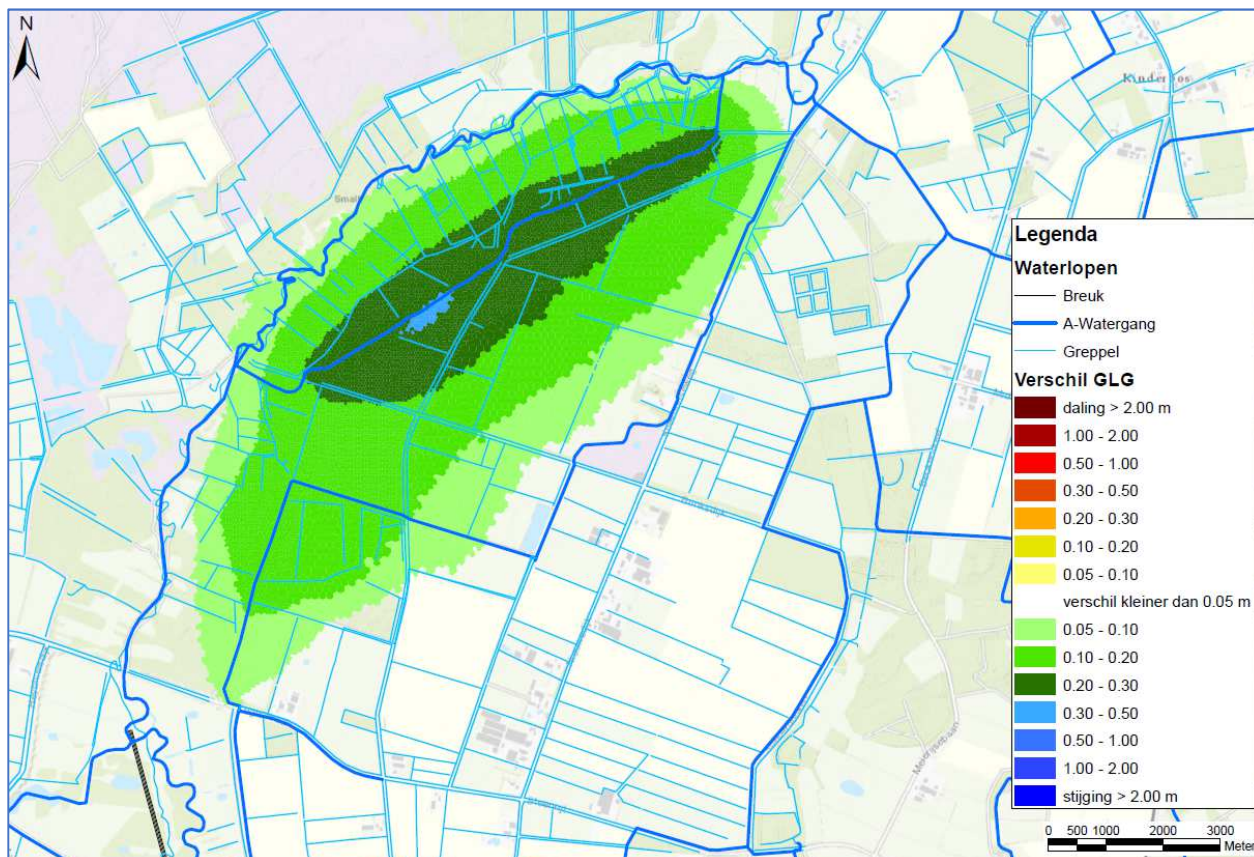 N
Kinderbos
Legenda
Waterlopen
Breuk
A-Watergang
Greppel
Verschil GLG
daling > 2.00 m
1.00 - 2.00
0.50 - 1.00
0.30 - 0.50
0.20 - 0.30
0.10 - 0.20
0.05 - 0.10
verschil kleiner dan 0.05 m
0.05 - 0.10
0.10 - 0.20
0.20 - 0.30
0.30 - 0.50
0.50 - 1.00
1.00 - 2.00
stijging > 2.00 m
0 500 1000 2000 3000
Meter